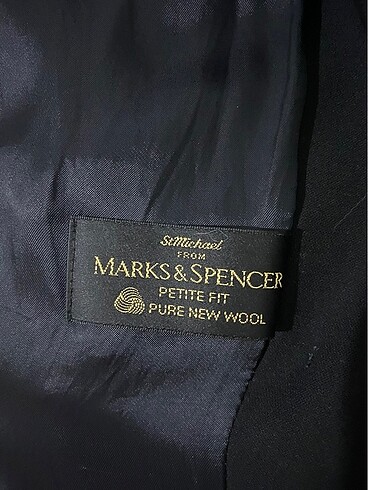 StMichael
FROM
MARKS & SPENCER
PETITE FIT
PURE NEW WOOL